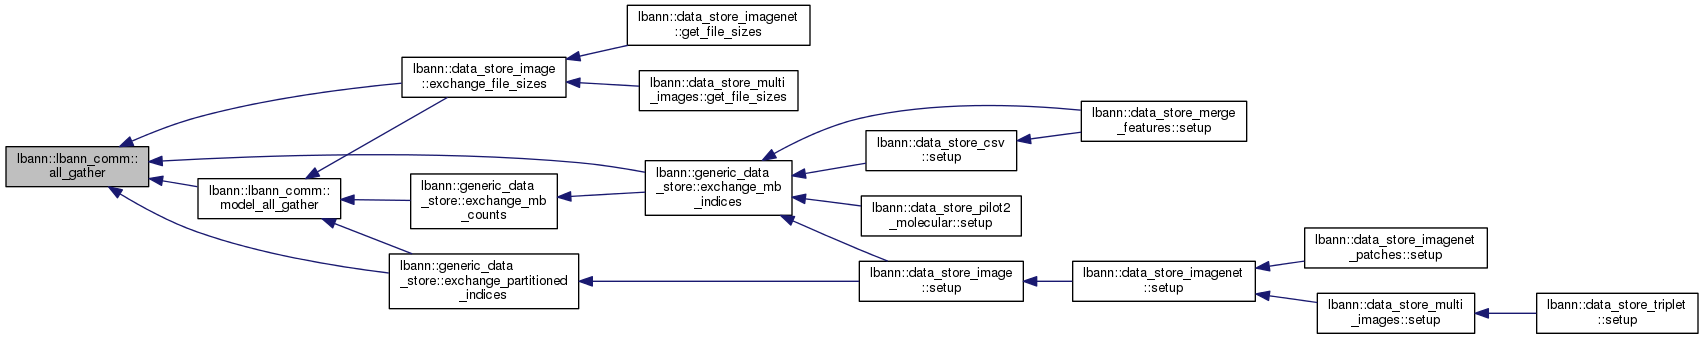 lbann::data_store_imagenet
::get_file_sizes
lbann::data_store_image
::exchange_file_sizes
lbann::data_store_multi
_images::get_file_sizes
lbann::data_store_merge
_features::setup
lbann::data_store_csv
::setup
lbann::lbann_comm::
all_gather
lbann::generic_data
_store::exchange_mb
_indices
lbann::lbann_comm::
model_all_gather
lbann::generic_data
_store::exchange_mb
_counts
lbann::data_store_pilot2
_molecular::setup
lbann::data_store_imagenet
_patches::setup
lbann::generic_data
_store::exchange_partitioned
_indices
lbann::data_store_image
::setup
lbann::data_store_imagenet
::setup
lbann::data_store_multi
_images::setup
lbann::data_store_triplet
::setup